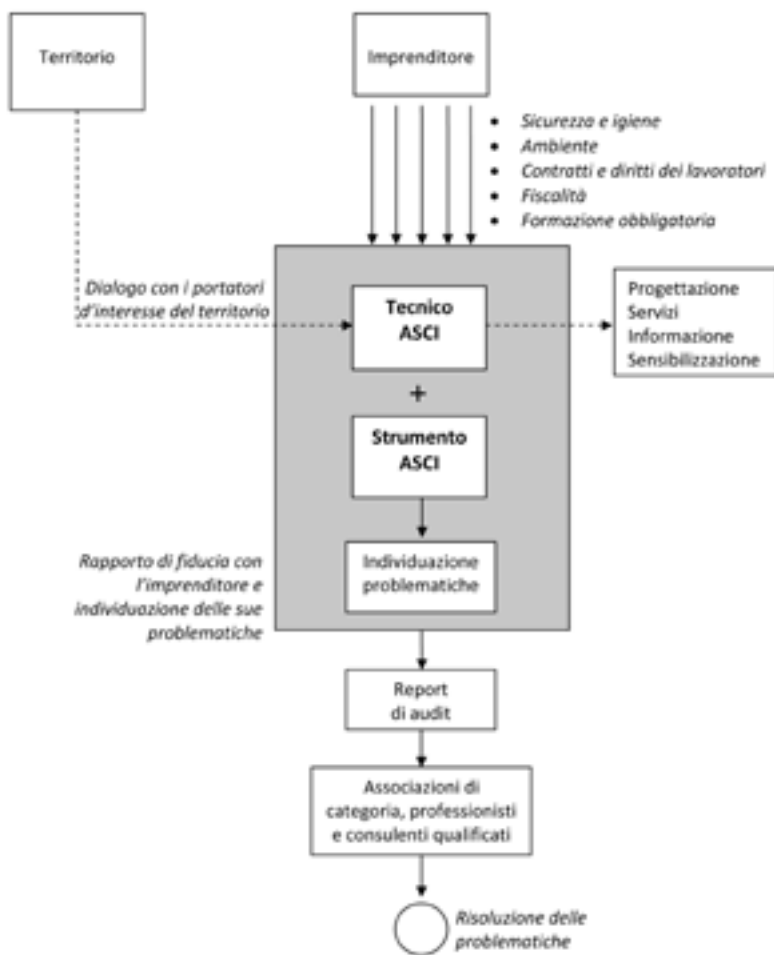 Territorio
Imprenditore
• Sicurezza e igiene
• Ambiente
• Contratti e diritti dei lavoratori
• Fiscalità
• Formazione obbligatoria
Dialogo con i portatori
d'interesse del territorio
Tecnico
ASCI
Progettazione
Servizi
Informazione
Sensibilizzazione
+
Strumento
ASCI
Rapporto di fiducia con
l'imprenditore e
individuazione delle sue
problematiche
Individuazione
problematiche
Report
di audit
Associazioni di
categoria, professionisti
e consulenti qualificati
Risoluzione delle
problematiche